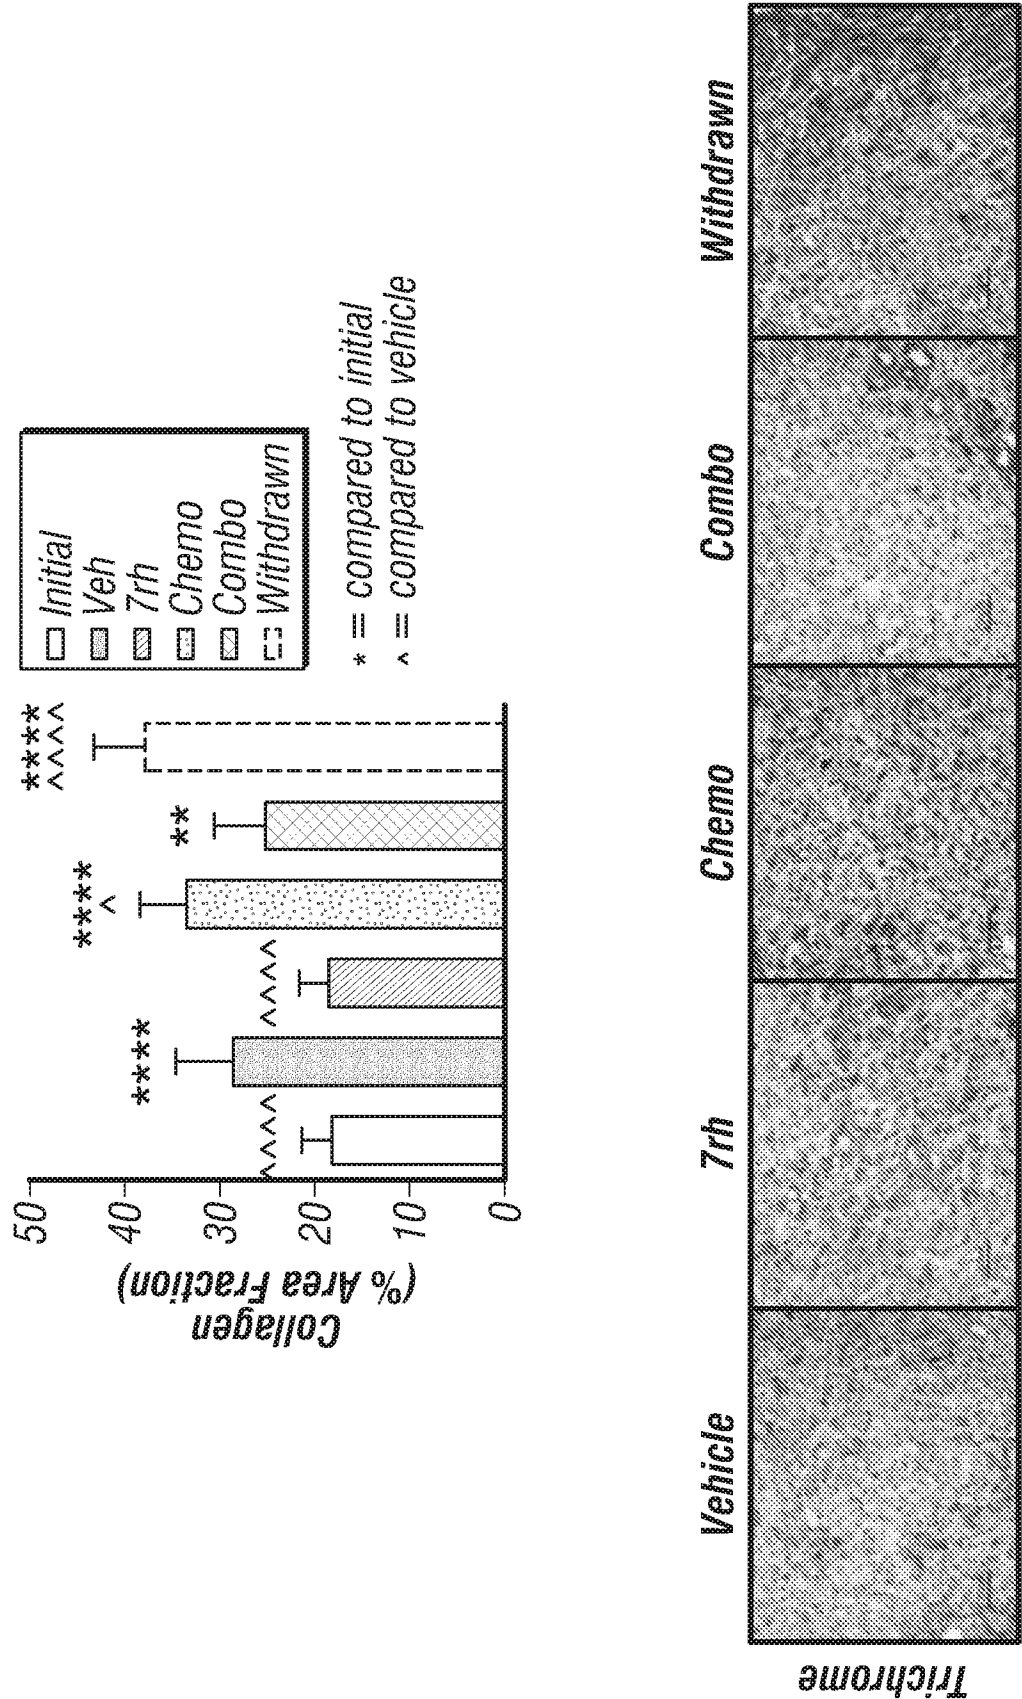 Collagen
(% Area Fraction)
50
40
30
20
10
0
^^^^
****
^^^^
****
^
**
****
^^^^
Initial
Veh
7rh
Chemo
Combo
Withdrawn
* = compared to initial
^ = compared to vehicle
Vehicle
7rh
Chemo
Combo
Withdrawn
Trichrome